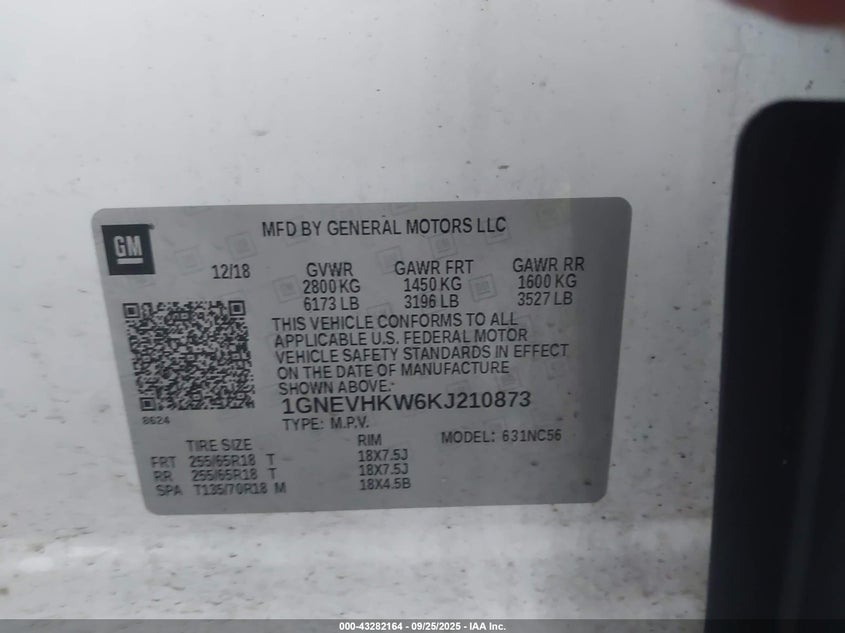 GM
MFD BY GENERAL MOTORS LLC
12/18 GVWR GAWR FRT GAWR RR
2800 KG 1450 KG 1600 KG
6173 LB 3196 LB 3527 LB
THIS VEHICLE CONFORMS TO ALL
APPLICABLE U.S. FEDERAL MOTOR
VEHICLE SAFETY STANDARDS IN EFFECT
ON THE DATE OF MANUFACTURE
SHOWN ABOVE.
1GNEVHKW6KJ210873
8624
TYPE: M.P.V.
TIRE SIZE RIM MODEL: 631NC56
FRT 255/65R18 T 18X7.5J
RR 255/65R18 T 18X7.5J
SPA T135/70R18 M 18X4.5B
000-43282164 - 09/25/2025 - IAA Inc.